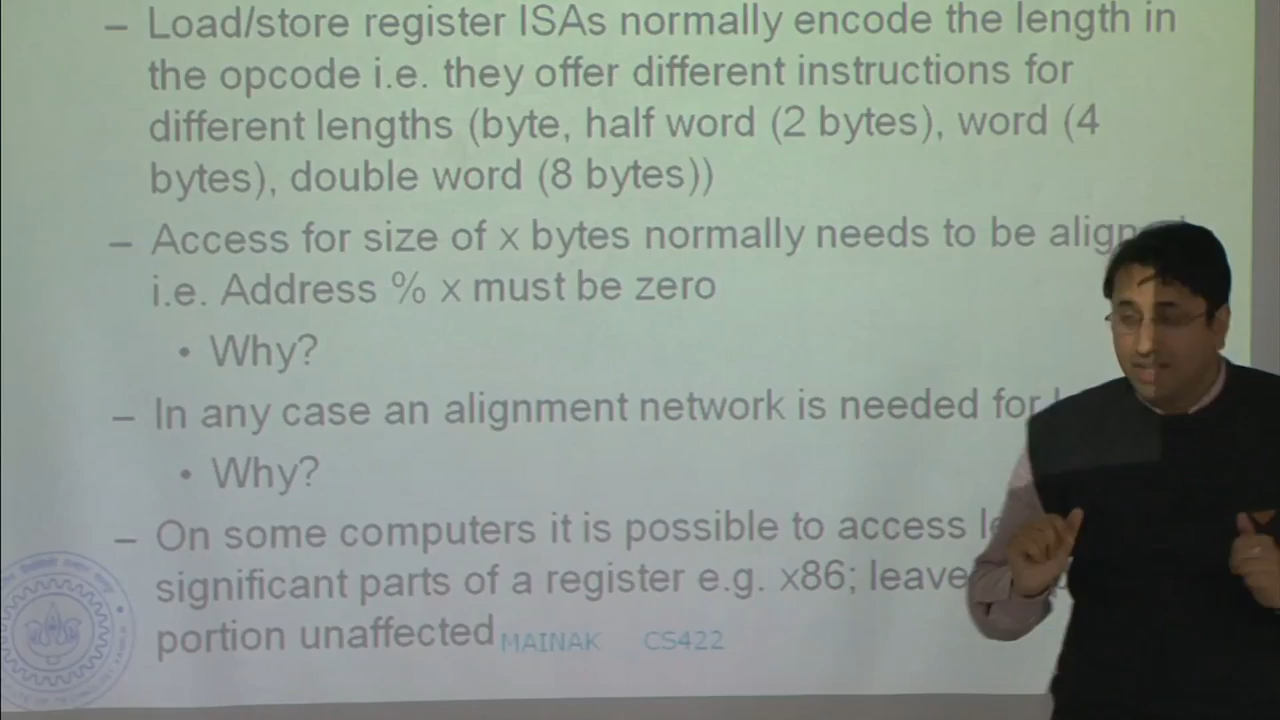 – Load/store register ISAs normally encode the length in
the opcode i.e. they offer different instructions for
different lengths (byte, half word (2 bytes), word (4
bytes), double word (8 bytes))
– Access for size of x bytes normally needs to be
i.e. Address % x must be zero
• Why?
– In any case an alignment network is needed for
• Why?
– On some computers it is possible to access
significant parts of a register e.g. x86;
portion unaffected
MAINAK CS422